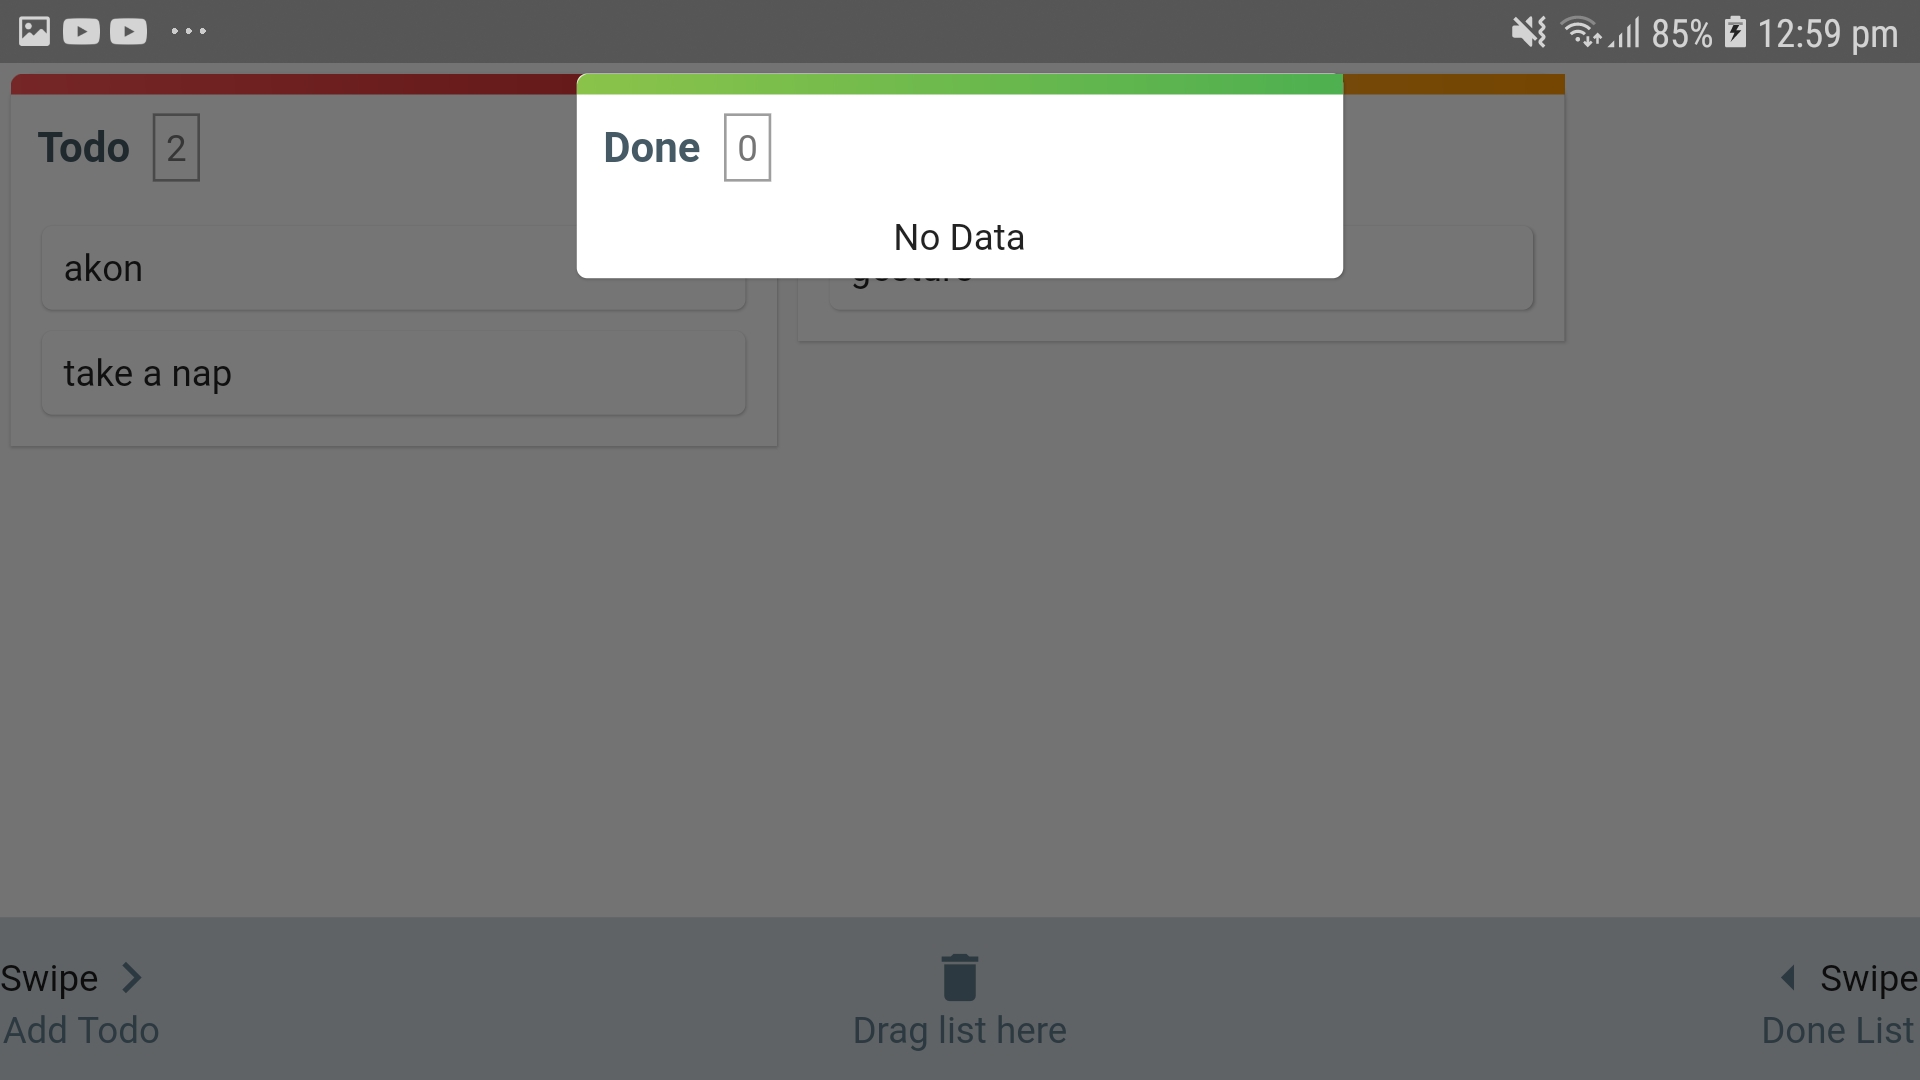 85% 12:59 pm
Todo 2
akon
take a nap
Done 0
No Data
Swipe
Add Todo
Drag list here
Swipe
Done List